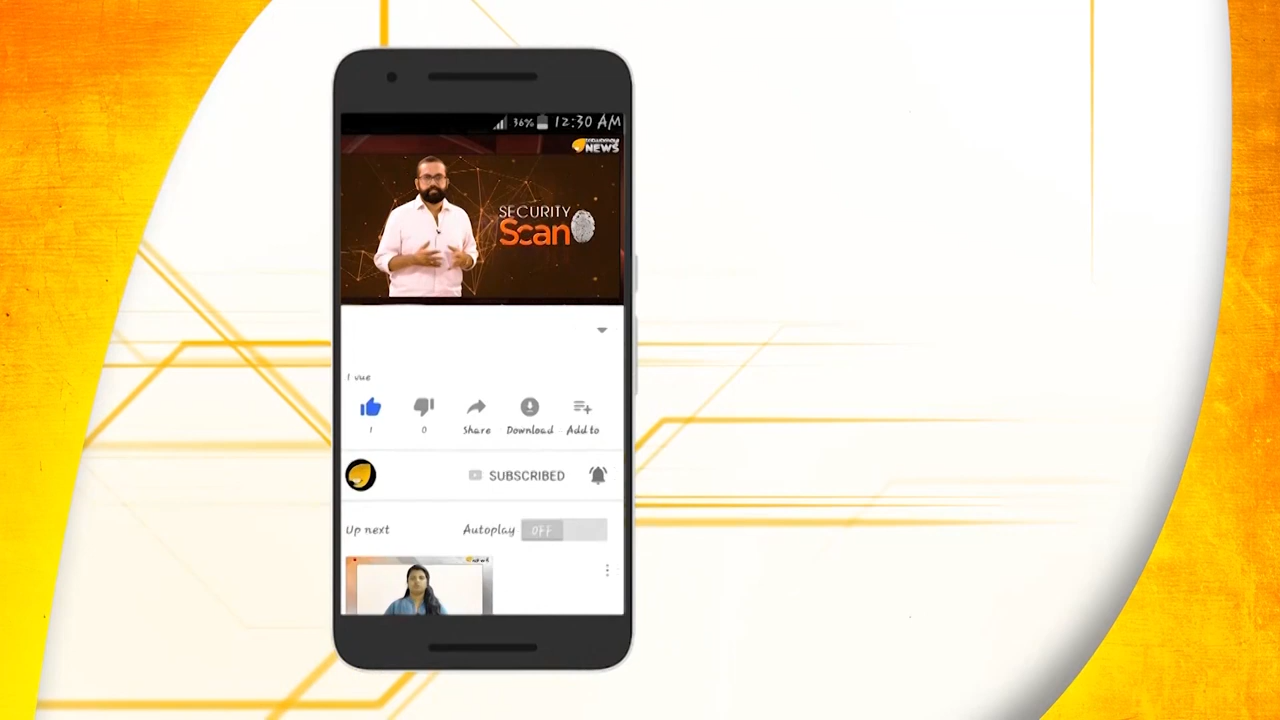 36% 12:30 AM
NEWS
SECURITY
Scan
1 vue
1
0
Share
Download
Add to
SUBSCRIBED
Up next
Autoplay
OFF